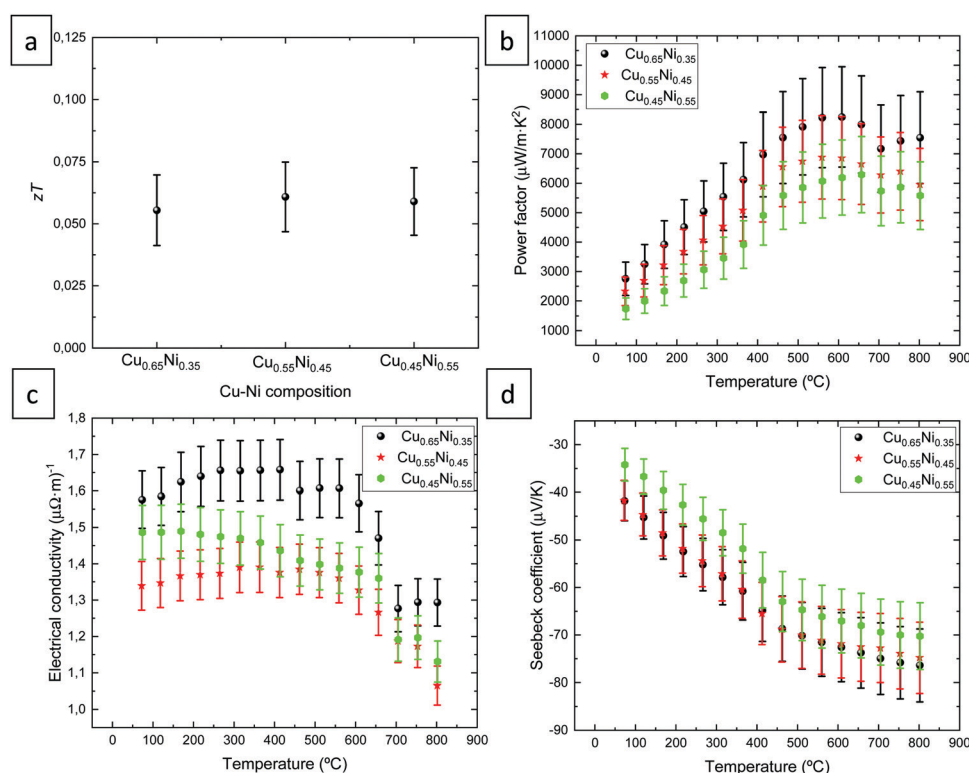 a
0,125
0,100
0,075
0,050
0,025
0,000
zT
Cu0.65Ni0.35
Cu0.55Ni0.45
Cu0.45Ni0.55
Cu-Ni composition
b
11000
10000
9000
8000
7000
6000
5000
4000
3000
2000
1000
Power factor (μW/m·K²)
Cu0.65Ni0.35
Cu0.55Ni0.45
Cu0.45Ni0.55
0 100 200 300 400 500 600 700 800 900
Temperature (ºC)
c
1,8
1,7
1,6
1,5
1,4
1,3
1,2
1,1
1,0
Electrical conductivity (μΩ·m)⁻¹
Cu0.65Ni0.35
Cu0.55Ni0.45
Cu0.45Ni0.55
0 100 200 300 400 500 600 700 800 900
Temperature (ºC)
d
-30
-40
-50
-60
-70
-80
-90
Seebeck coefficient (μV/K)
Cu0.65Ni0.35
Cu0.55Ni0.45
Cu0.45Ni0.55
0 100 200 300 400 500 600 700 800 900
Temperature (ºC)